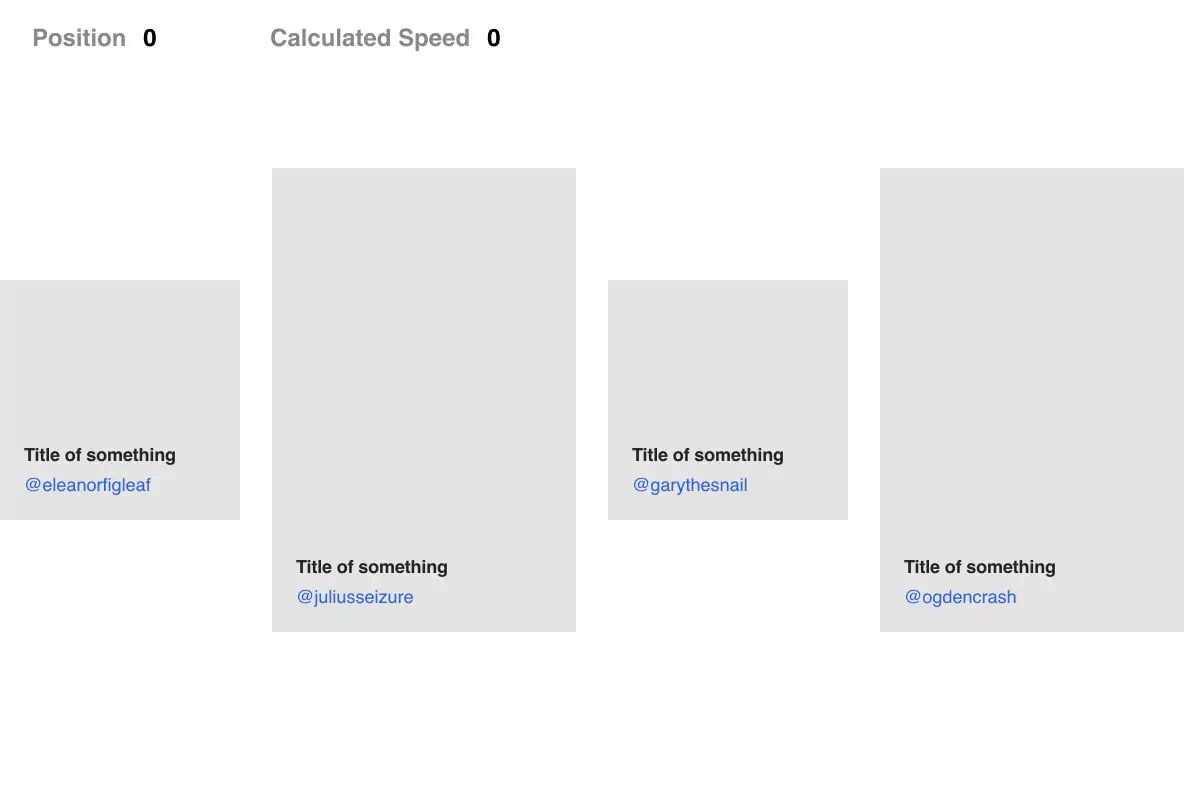 Position 0
Calculated Speed 0
Title of something
@eleanorfigleaf
Title of something
@juliusseizure
Title of something
@garythesnail
Title of something
@ogdencrash